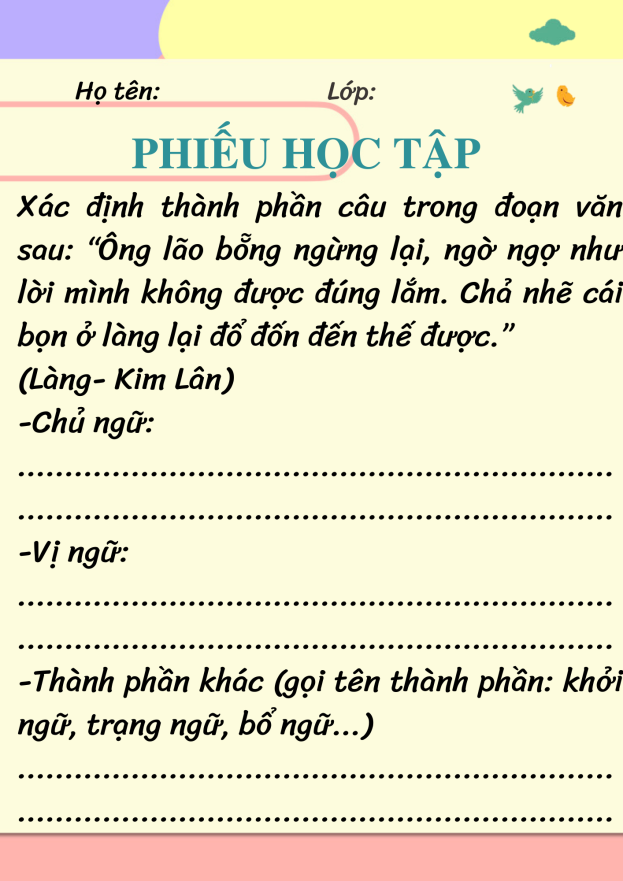 Họ tên: Lớp:
PHIẾU HỌC TẬP
Xác định thành phần câu trong đoạn văn
sau: “Ông lão bỗng ngừng lại, ngờ ngợ như
lời mình không được đúng lắm. Chả nhẽ cái
bọn ở làng lại đổ đốn đến thế được.”
(Làng- Kim Lân)
-Chủ ngữ:
...............................................................
...............................................................
-Vị ngữ:
...............................................................
...............................................................
-Thành phần khác (gọi tên thành phần: khởi
ngữ, trạng ngữ, bổ ngữ...)
...............................................................
...............................................................